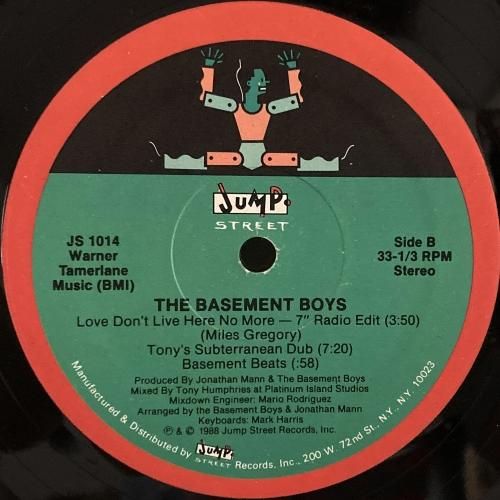 JUMP
STREET
JS 1014
Warner
Tamerlane
Music (BMI)
Side B
33-1/3 RPM
Stereo
THE BASEMENT BOYS
Love Don't Live Here No More — 7" Radio Edit (3:50)
(Miles Gregory)
Tony's Subterranean Dub (7:20)
Basement Beats (:58)
Produced By Jonathan Mann & The Basement Boys
Mixed By Tony Humphries at Platinum Island Studios
Mixdown Engineer: Mario Rodriguez
Arranged by the Basement Boys & Jonathan Mann
Keyboards: Mark Harris
℗ & © 1988 Jump Street Records, Inc.
Manufactured & Distributed by JUMP STREET Records, Inc., 200 W. 72nd St., N.Y., N.Y. 10023